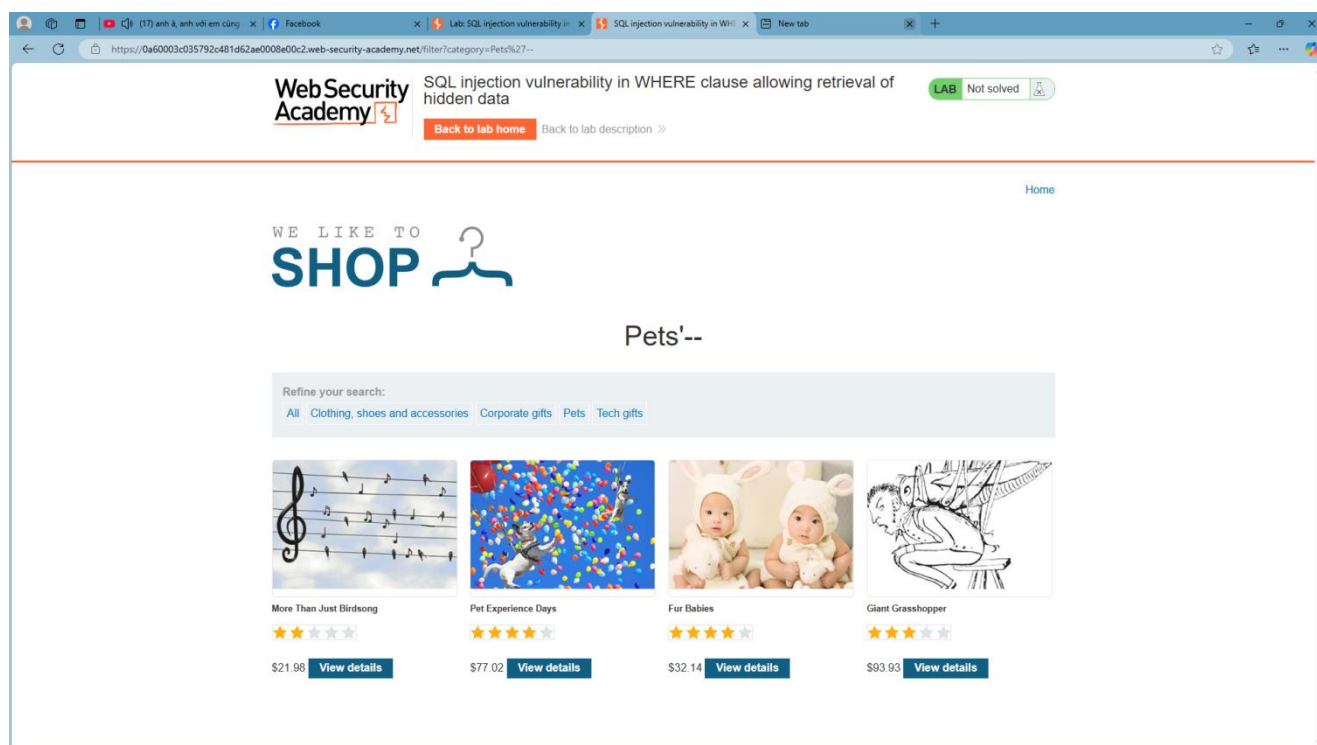 (17) anh à, anh với em cũng
Facebook
Lab: SQL injection vulnerability in
SQL injection vulnerability in WHE
New tab
https://0a60003c035792c481d62ae0008e00c2.web-security-academy.net/filter?category=Pets%27--
Web Security
Academy
SQL injection vulnerability in WHERE clause allowing retrieval of
hidden data
LAB Not solved
Back to lab home Back to lab description
Home
WE LIKE TO
SHOP
Pets'--
Refine your search:
All Clothing, shoes and accessories Corporate gifts Pets Tech gifts
More Than Just Birdsong Pet Experience Days Fur Babies Giant Grasshopper
$21.98 View details $77.02 View details $32.14 View details $93.93 View details